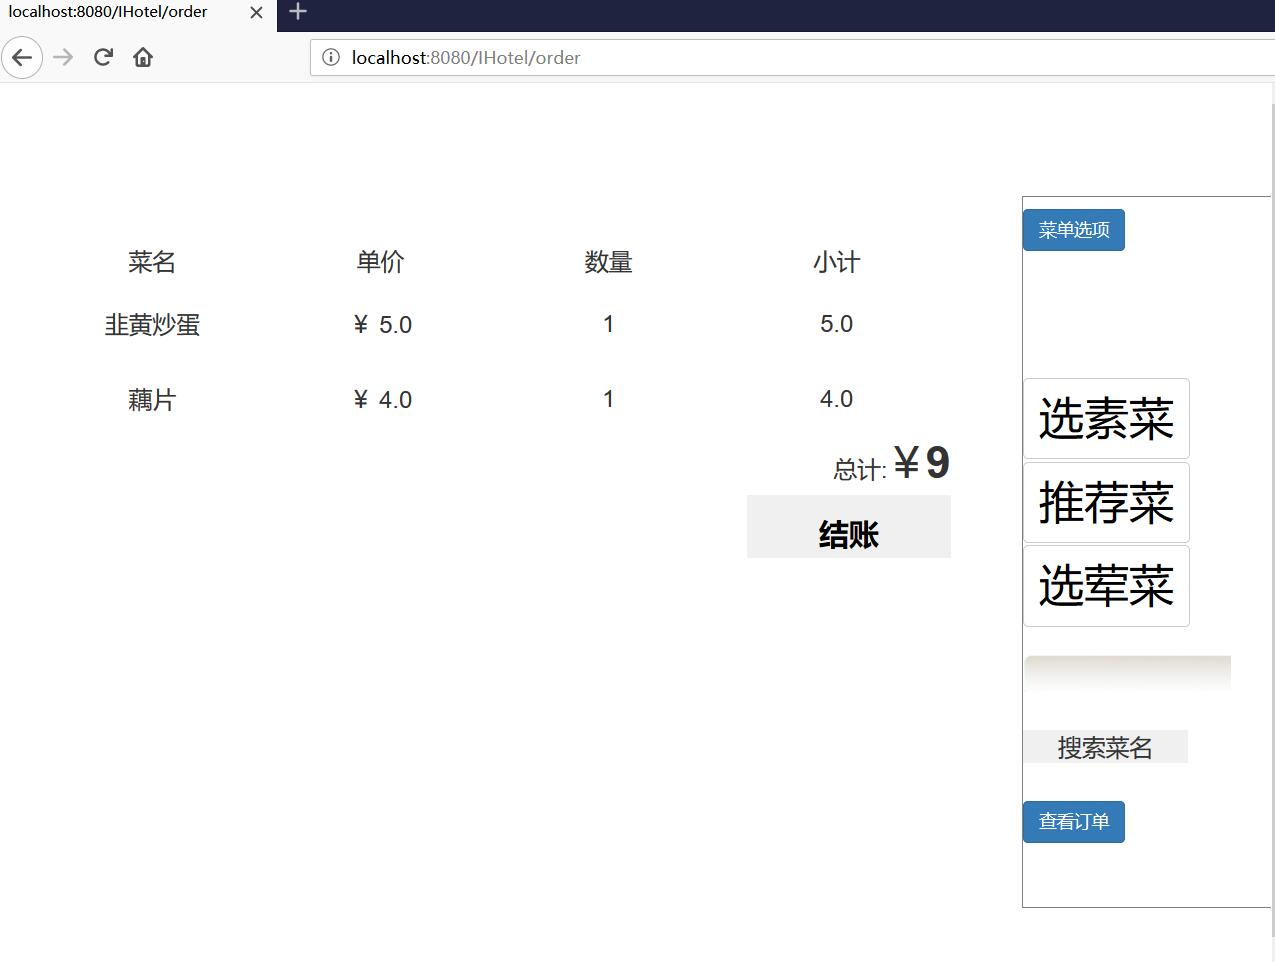 localhost:8080/IHotel/order
localhost:8080/IHotel/order
菜单选项
菜名 单价 数量 小计
韭黄炒蛋 ¥ 5.0 1 5.0
藕片 ¥ 4.0 1 4.0
总计: ¥9
结账
选素菜
推荐菜
选荤菜
搜索菜名
查看订单